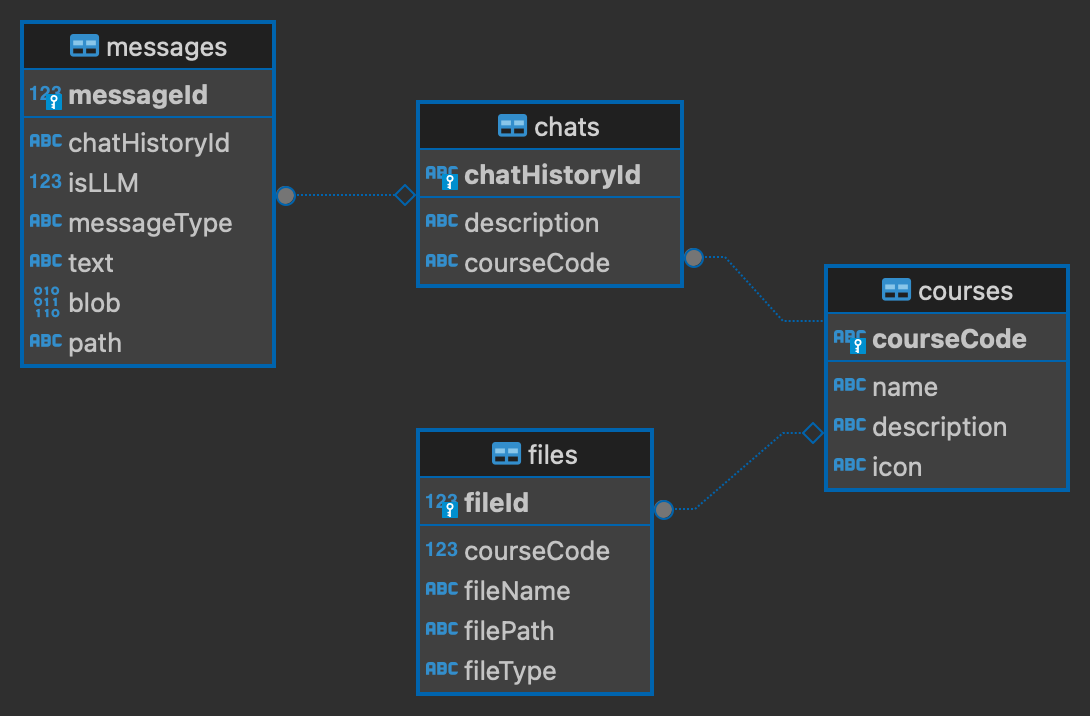 messages
123 messageId
ABC chatHistoryId
123 isLLM
ABC messageType
ABC text
010 011 110 blob
ABC path
chats
ABC chatHistoryId
ABC description
ABC courseCode
courses
ABC courseCode
ABC name
ABC description
ABC icon
files
123 fileId
123 courseCode
ABC fileName
ABC filePath
ABC fileType